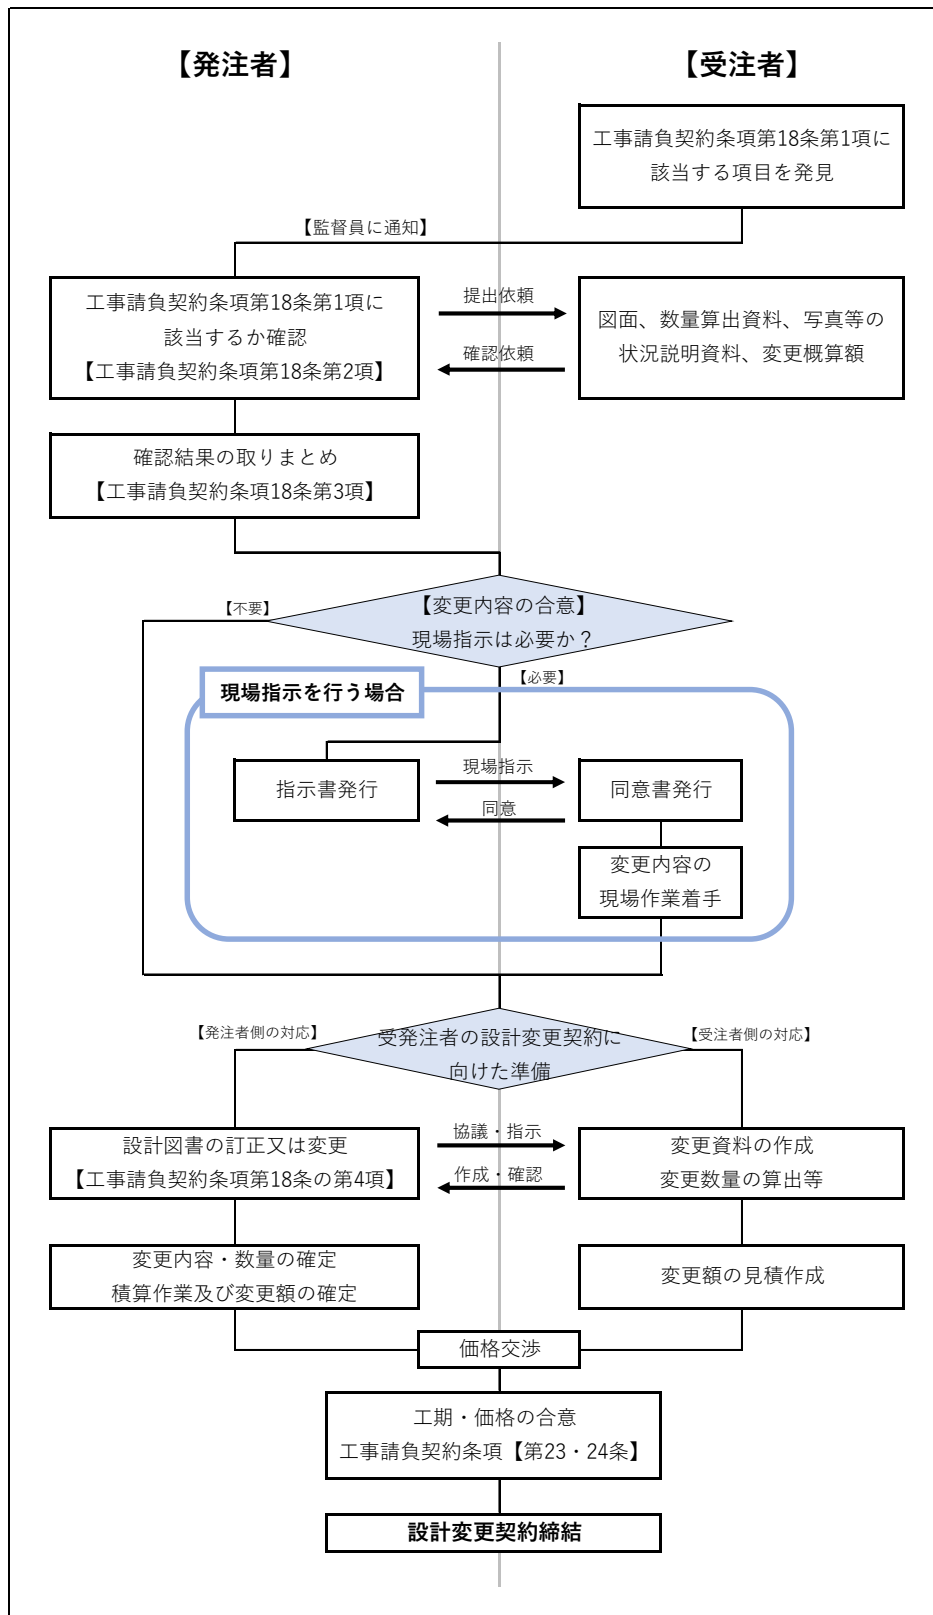 【発注者】
【受注者】
工事請負契約条項第18条第1項に
該当する項目を発見
【監督員に通知】
工事請負契約条項第18条第1項に
該当するか確認
【工事請負契約条項第18条第2項】
提出依頼
確認依頼
図面、数量算出資料、写真等の
状況説明資料、変更概算額
確認結果の取りまとめ
【工事請負契約条項18条第3項】
【不要】
【変更内容の合意】
現場指示は必要か？
【必要】
現場指示を行う場合
指示書発行
現場指示
同意
同意書発行
変更内容の
現場作業着手
【発注者側の対応】
受発注者の設計変更契約に
向けた準備
【受注者側の対応】
設計図書の訂正又は変更
【工事請負契約条項第18条の第4項】
協議・指示
作成・確認
変更資料の作成
変更数量の算出等
変更内容・数量の確定
積算作業及び変更額の確定
変更額の見積作成
価格交渉
工期・価格の合意
工事請負契約条項【第23・24条】
設計変更契約締結